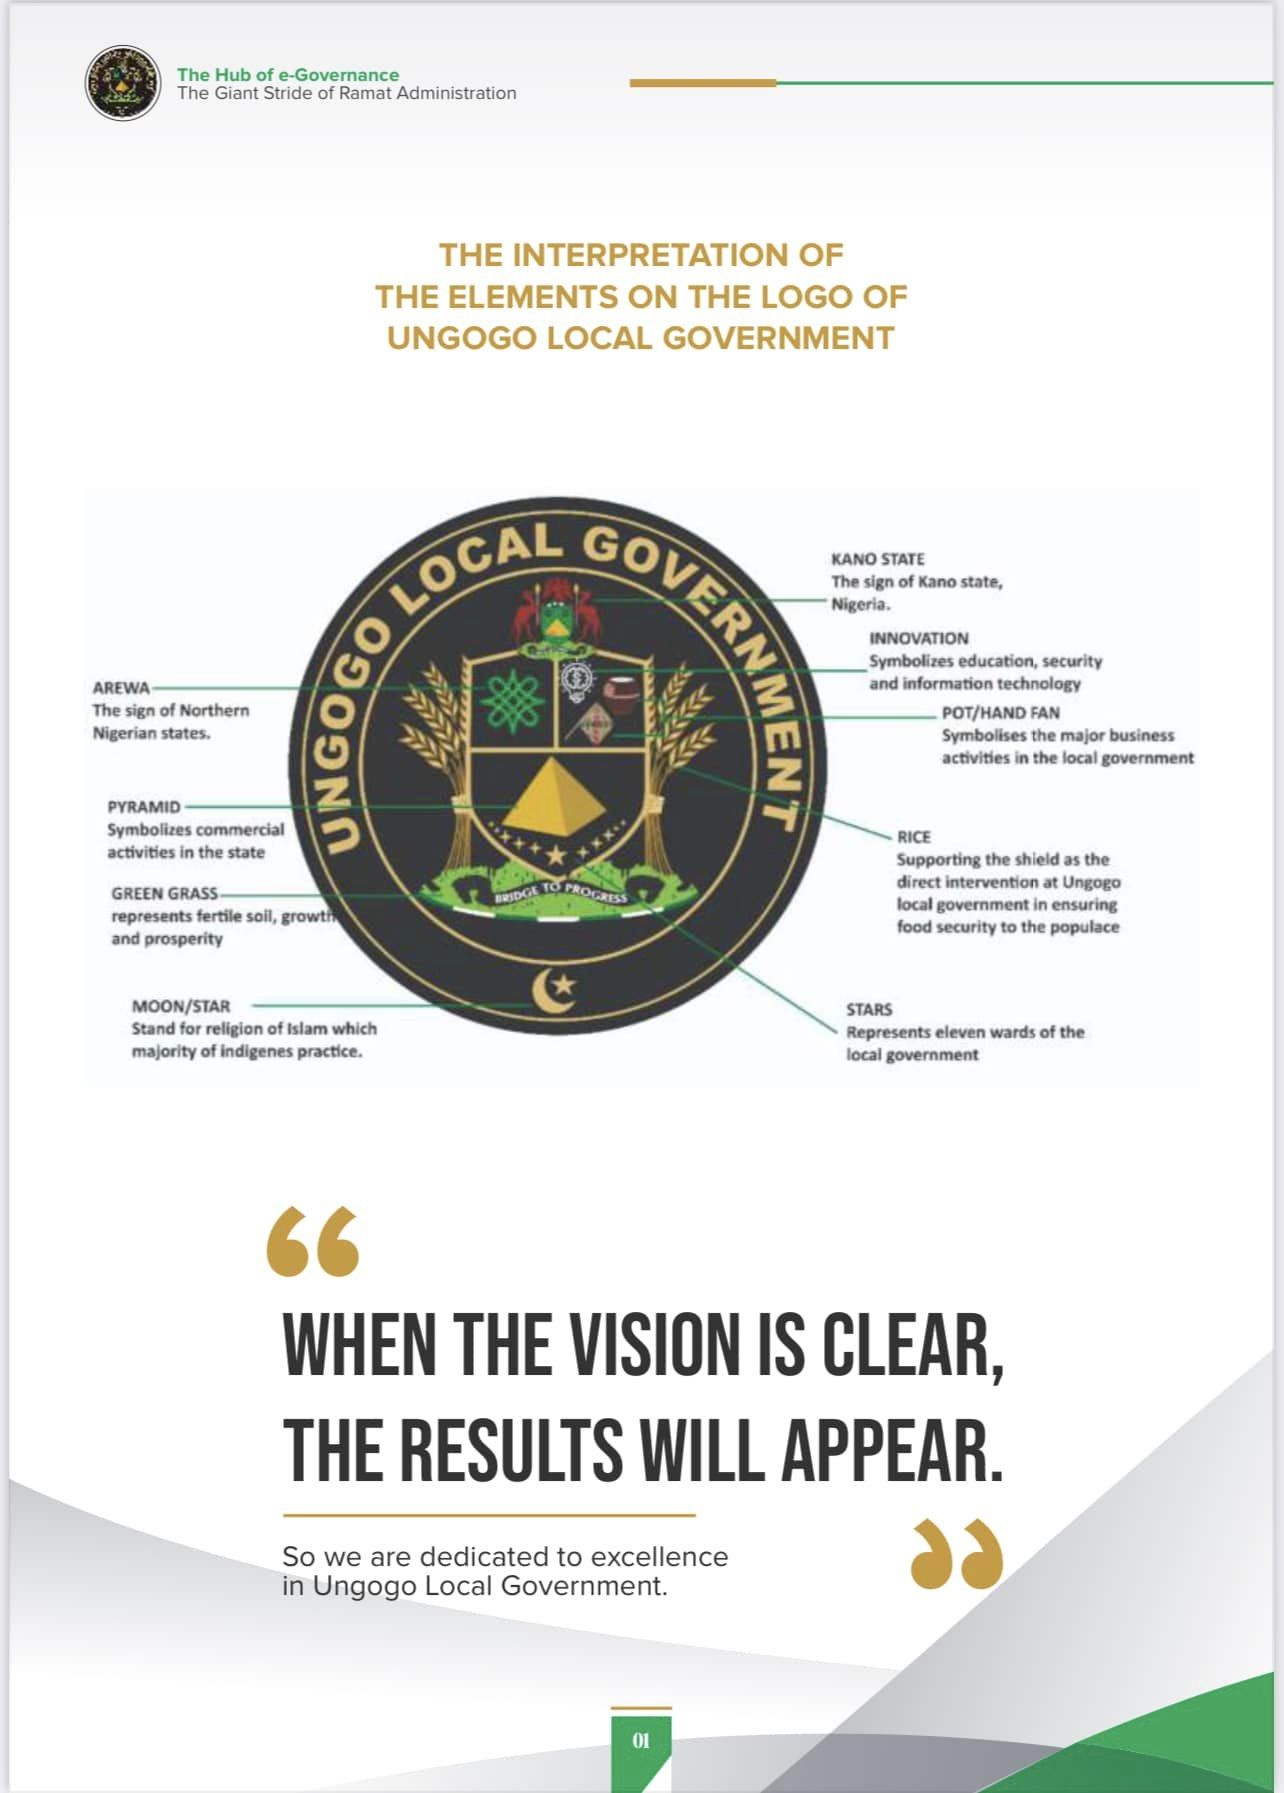 The Hub of e-Governance
The Giant Stride of Ramat Administration
THE INTERPRETATION OF
THE ELEMENTS ON THE LOGO OF
UNGOGO LOCAL GOVERNMENT
UNGOGO LOCAL GOVERNMENT
BRIDGE TO PROGRESS
AREWA
The sign of Northern
Nigerian states.
PYRAMID
Symbolizes commercial
activities in the state
GREEN GRASS
represents fertile soil, growth
and prosperity
MOON/STAR
Stand for religion of Islam which
majority of indigenes practice.
KANO STATE
The sign of Kano state,
Nigeria.
INNOVATION
Symbolizes education, security
and information technology
POT/HAND FAN
Symbolises the major business
activities in the local government
RICE
Supporting the shield as the
direct intervention at Ungogo
local government in ensuring
food security to the populace
STARS
Represents eleven wards of the
local government
“
WHEN THE VISION IS CLEAR,
THE RESULTS WILL APPEAR.
”
So we are dedicated to excellence
in Ungogo Local Government.
01